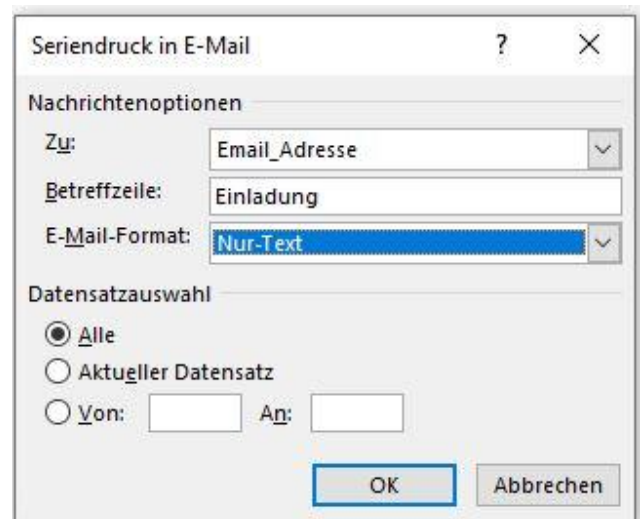 Seriendruck in E-Mail ? ×
Nachrichtenoptionen
Zu: Email_Adresse
Betreffzeile: Einladung
E-Mail-Format: Nur-Text
Datensatzauswahl
Alle
Aktueller Datensatz
Von: An:
OK Abbrechen